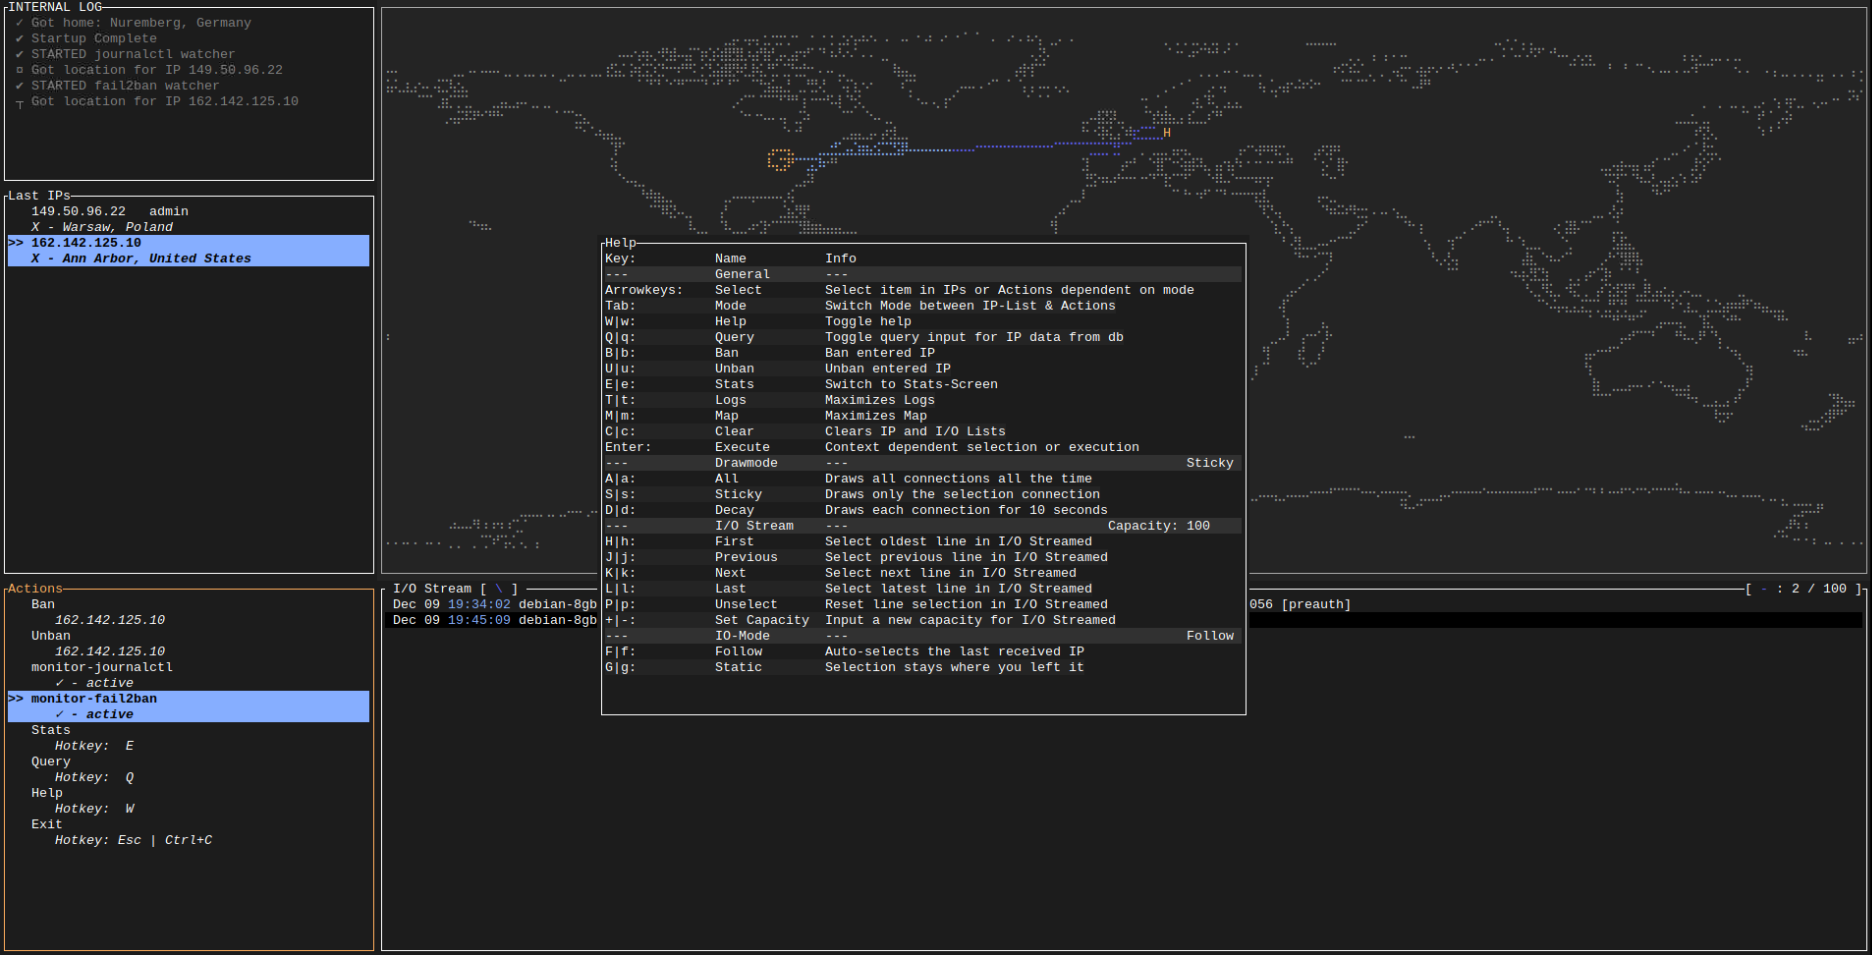 INTERNAL LOG
✓ Got home: Nuremberg, Germany
✔ Startup Complete
✔ STARTED journalctl watcher
¤ Got location for IP 149.50.96.22
✔ STARTED fail2ban watcher
┬ Got location for IP 162.142.125.10
H
Last IPs
149.50.96.22   admin
X - Warsaw, Poland
>> 162.142.125.10
X - Ann Arbor, United States
Help
Key: Name Info
--- General ---
Arrowkeys: Select Select item in IPs or Actions dependent on mode
Tab: Mode Switch Mode between IP-List & Actions
W|w: Help Toggle help
Q|q: Query Toggle query input for IP data from db
B|b: Ban Ban entered IP
U|u: Unban Unban entered IP
E|e: Stats Switch to Stats-Screen
T|t: Logs Maximizes Logs
M|m: Map Maximizes Map
C|c: Clear Clears IP and I/O Lists
Enter: Execute Context dependent selection or execution
--- Drawmode --- Sticky
A|a: All Draws all connections all the time
S|s: Sticky Draws only the selection connection
D|d: Decay Draws each connection for 10 seconds
--- I/O Stream --- Capacity: 100
H|h: First Select oldest line in I/O Streamed
J|j: Previous Select previous line in I/O Streamed
K|k: Next Select next line in I/O Streamed
L|l: Last Select latest line in I/O Streamed
P|p: Unselect Reset line selection in I/O Streamed
+|-: Set Capacity Input a new capacity for I/O Streamed
--- IO-Mode --- Follow
F|f: Follow Auto-selects the last received IP
G|g: Static Selection stays where you left it
Actions
Ban
162.142.125.10
Unban
162.142.125.10
monitor-journalctl
✓ - active
>> monitor-fail2ban
✓ - active
Stats
Hotkey:  E
Query
Hotkey:  Q
Help
Hotkey:  W
Exit
Hotkey: Esc | Ctrl+C
I/O Stream [ \ ] [ - : 2 / 100 ]
Dec 09 19:34:02 debian-8gb 056 [preauth]
Dec 09 19:45:09 debian-8gb